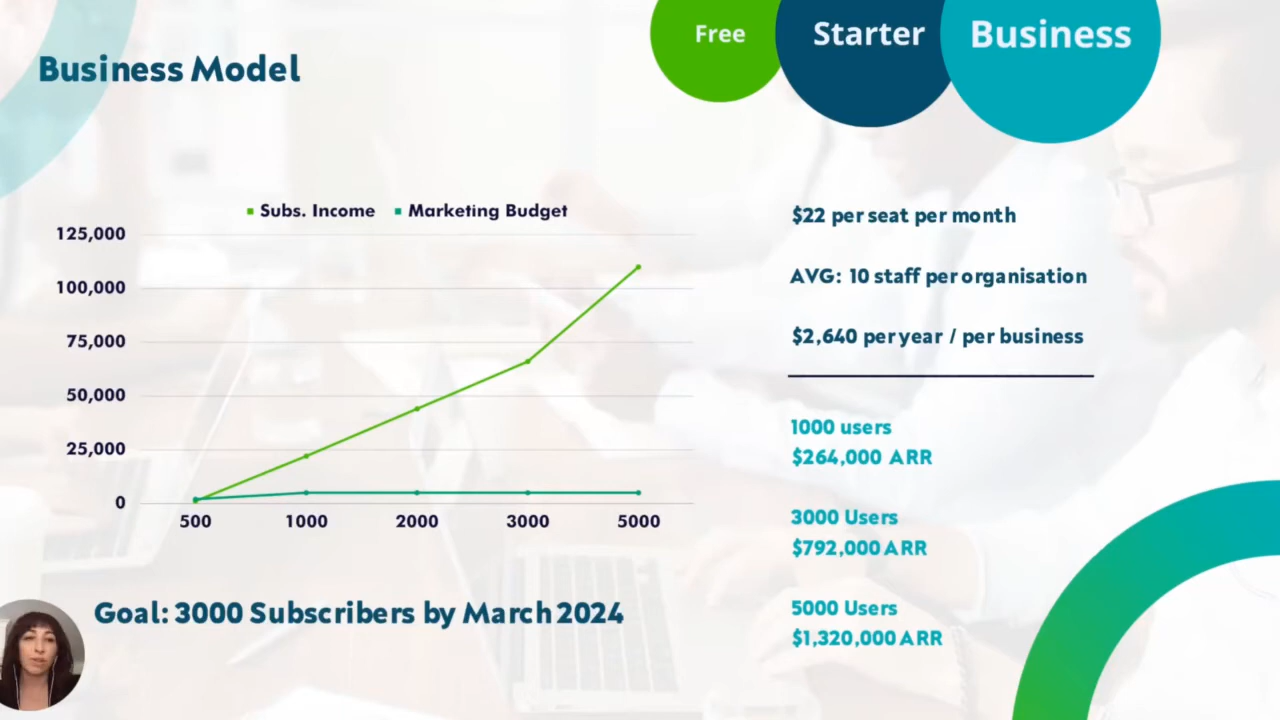 Free
Starter
Business
Business Model
Subs. Income
Marketing Budget
125,000
100,000
75,000
50,000
25,000
0
500
1000
2000
3000
5000
Goal: 3000 Subscribers by March 2024
$22 per seat per month
AVG: 10 staff per organisation
$2,640 per year / per business
1000 users
$264,000 ARR
3000 Users
$792,000 ARR
5000 Users
$1,320,000 ARR